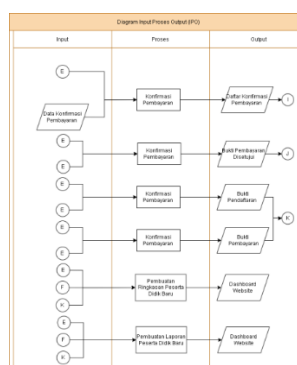 Diagram Input Proses Output (IPO)
Input
Proses
Output
E
Data Konfirmasi
Pembayaran
Konfirmasi
Pembayaran
Daftar Konfirmasi
Pembayaran
I
E
E
Konfirmasi
Pembayaran
Bukti Pembayaran
Disetujui
J
E
E
Konfirmasi
Pembayaran
Bukti
Pendaftaran
K
E
E
Konfirmasi
Pembayaran
Bukti
Pembayaran
F
K
Pembuatan
Ringkasan Peserta
Didik Baru
Dashboard
Website
E
F
K
Pembuatan Laporan
Peserta Didik Baru
Dashboard
Website